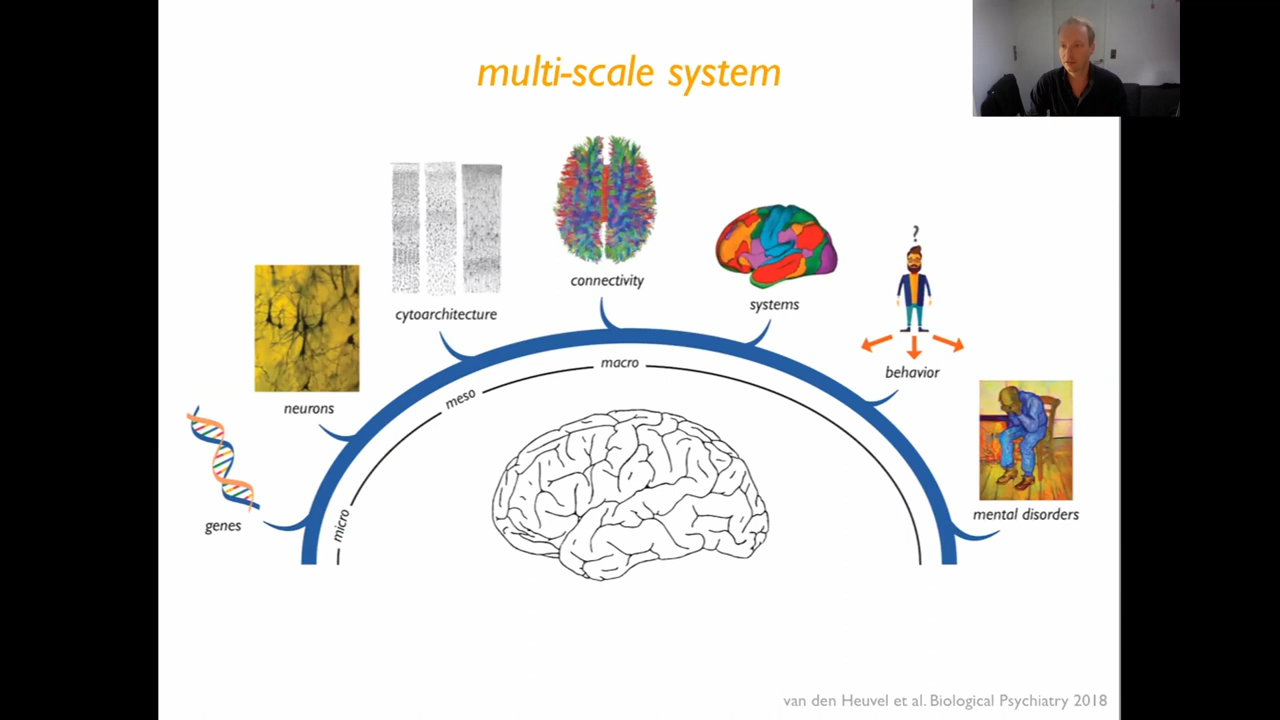 multi-scale system
connectivity
systems
cytoarchitecture
?
behavior
macro
meso
neurons
micro
genes
mental disorders
van den Heuvel et al. Biological Psychiatry 2018